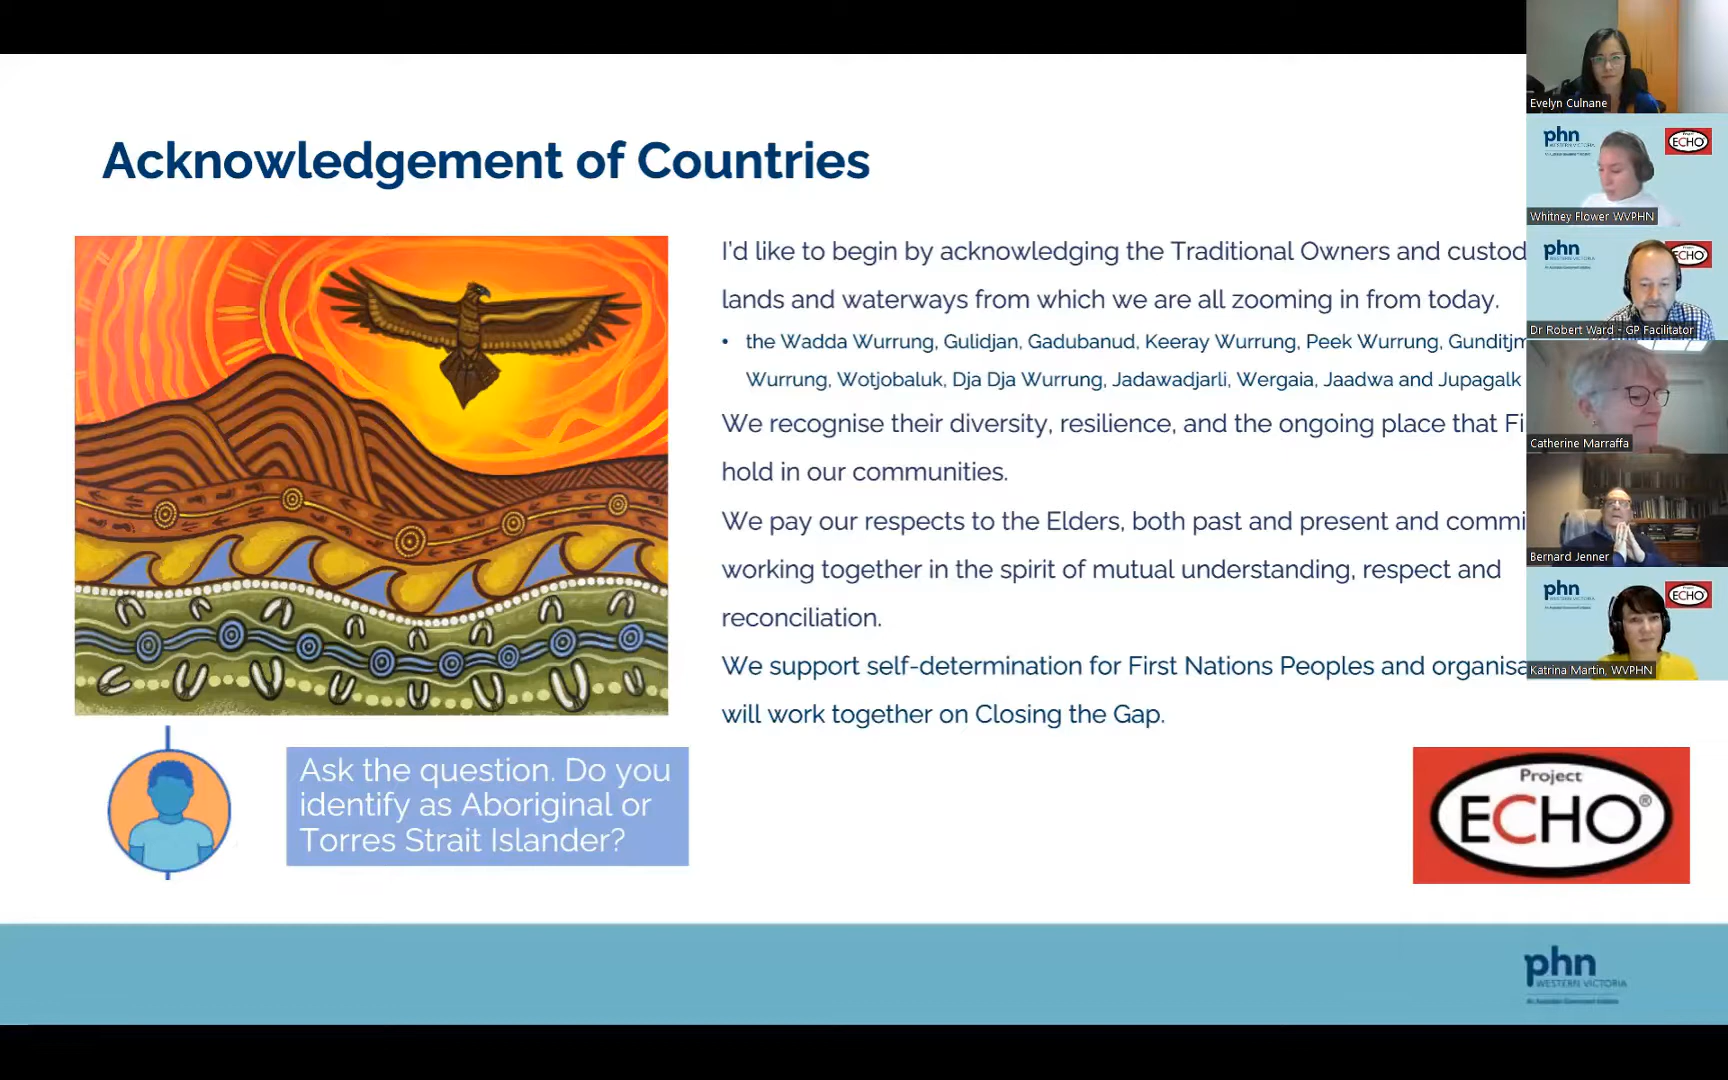 Acknowledgement of Countries
I'd like to begin by acknowledging the Traditional Owners and custod
lands and waterways from which we are all zooming in from today.
• the Wadda Wurrung, Gulidjan, Gadubanud, Keeray Wurrung, Peek Wurrung, Gunditjm
Wurrung, Wotjobaluk, Dja Dja Wurrung, Jadawadjarli, Wergaia, Jaadwa and Jupagalk
We recognise their diversity, resilience, and the ongoing place that Fi
hold in our communities.
We pay our respects to the Elders, both past and present and commi
working together in the spirit of mutual understanding, respect and
reconciliation.
We support self-determination for First Nations Peoples and organisa
will work together on Closing the Gap.
Ask the question. Do you
identify as Aboriginal or
Torres Strait Islander?
Project
ECHO®
phn
WESTERN VICTORIA
An Australian Government Initiative
Evelyn Culnane
phn
WESTERN VICTORIA
ECHO
Whitney Flower WVPHN
phn
ECHO
Dr Robert Ward - GP Facilitator
Catherine Marraffa
Bernard Jenner
phn
ECHO
Katrina Martin, WVPHN